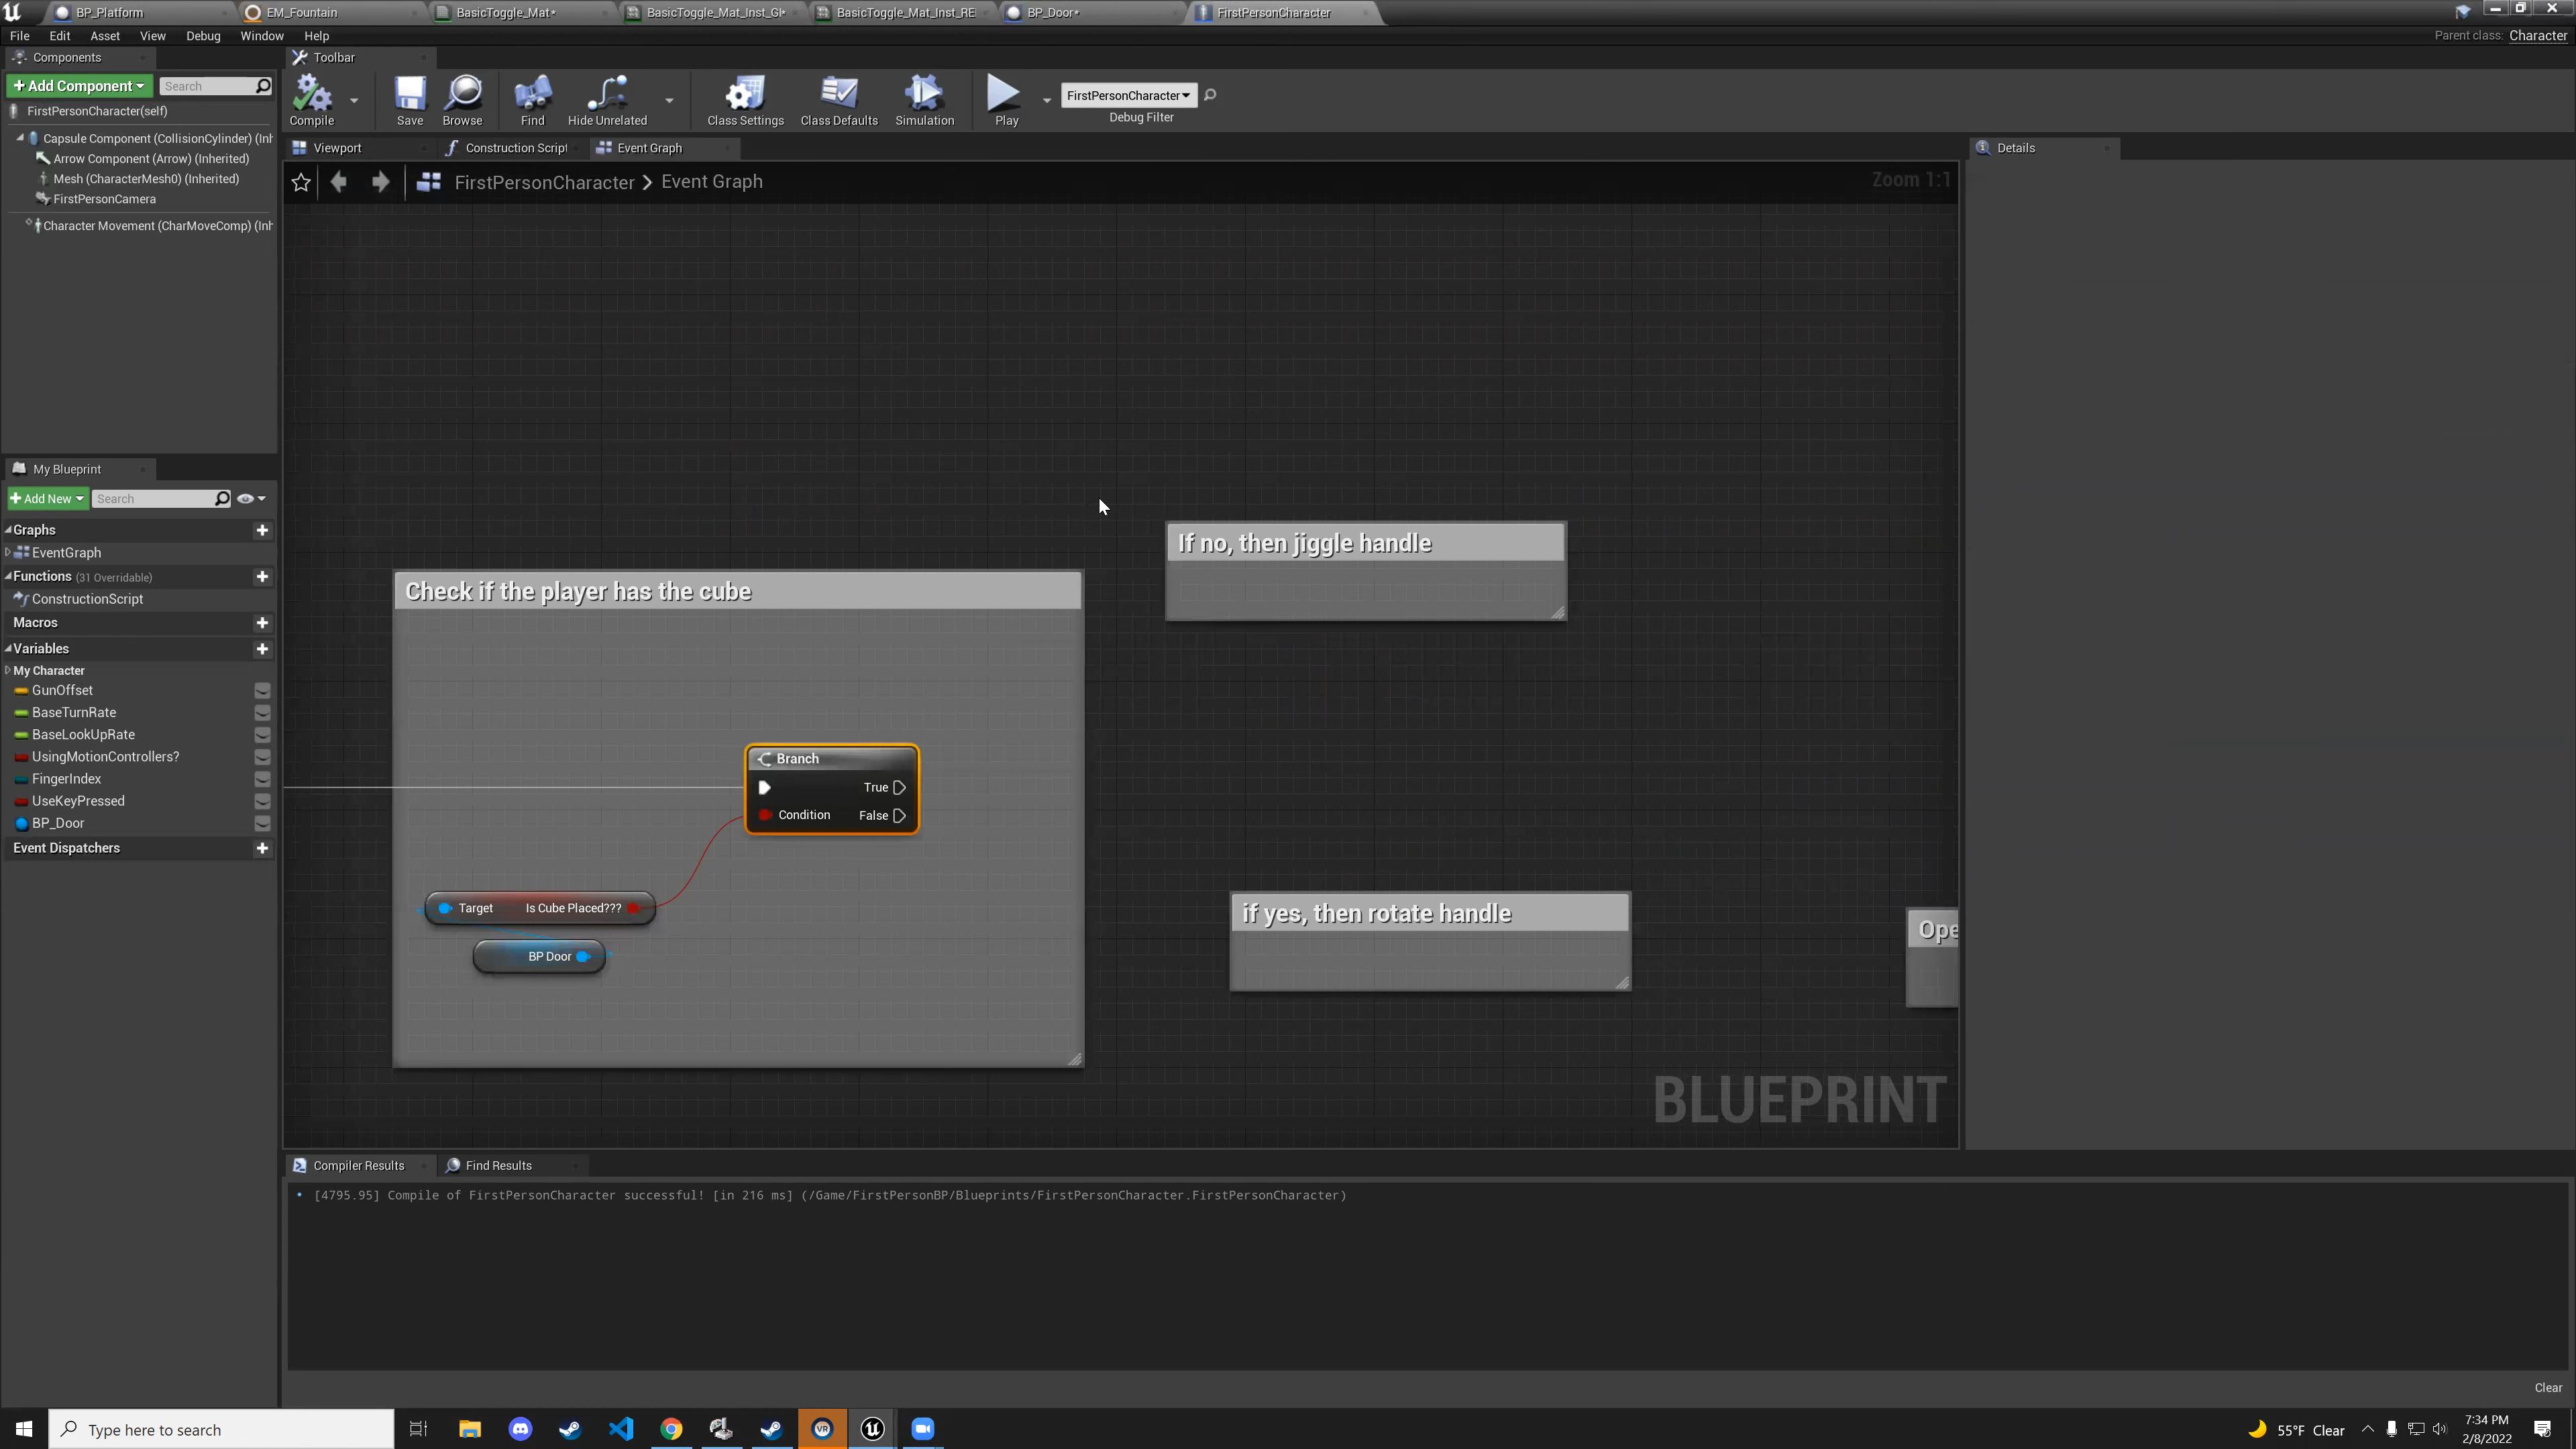 BP_Platform
EM_Fountain
BasicToggle_Mat*
BasicToggle_Mat_Inst_Gl*
BasicToggle_Mat_Inst_RE
BP_Door*
FirstPersonCharacter
File Edit Asset View Debug Window Help
Parent class: Character
Components
Toolbar
+ Add Component
Search
FirstPersonCharacter(self)
Capsule Component (CollisionCylinder) (Inh
Arrow Component (Arrow) (Inherited)
Mesh (CharacterMesh0) (Inherited)
FirstPersonCamera
Character Movement (CharMoveComp) (Inh
Compile
Save
Browse
Find
Hide Unrelated
Class Settings
Class Defaults
Simulation
Play
FirstPersonCharacter
Debug Filter
Viewport
Construction Script
Event Graph
Details
FirstPersonCharacter > Event Graph
Zoom 1:1
My Blueprint
+ Add New
Search
Graphs
EventGraph
Functions (31 Overridable)
ConstructionScript
Macros
Variables
My Character
GunOffset
BaseTurnRate
BaseLookUpRate
UsingMotionControllers?
FingerIndex
UseKeyPressed
BP_Door
Event Dispatchers
If no, then jiggle handle
Check if the player has the cube
Branch
True
Condition
False
Target
Is Cube Placed???
BP Door
if yes, then rotate handle
Ope
BLUEPRINT
Compiler Results
Find Results
• [4795.95] Compile of FirstPersonCharacter successful! [in 216 ms] (/Game/FirstPersonBP/Blueprints/FirstPersonCharacter.FirstPersonCharacter)
Clear
Type here to search
VR
55°F Clear
7:34 PM
2/8/2022